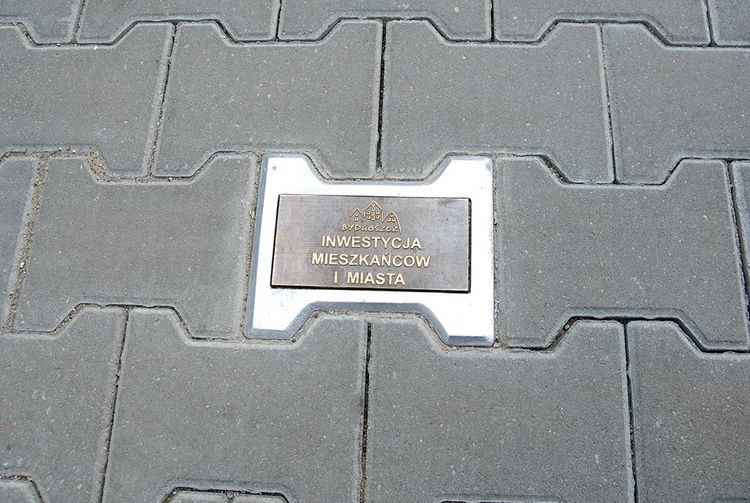 BYDGOSZCZ
INWESTYCJA
MIESZKAŃCÓW
I MIASTA